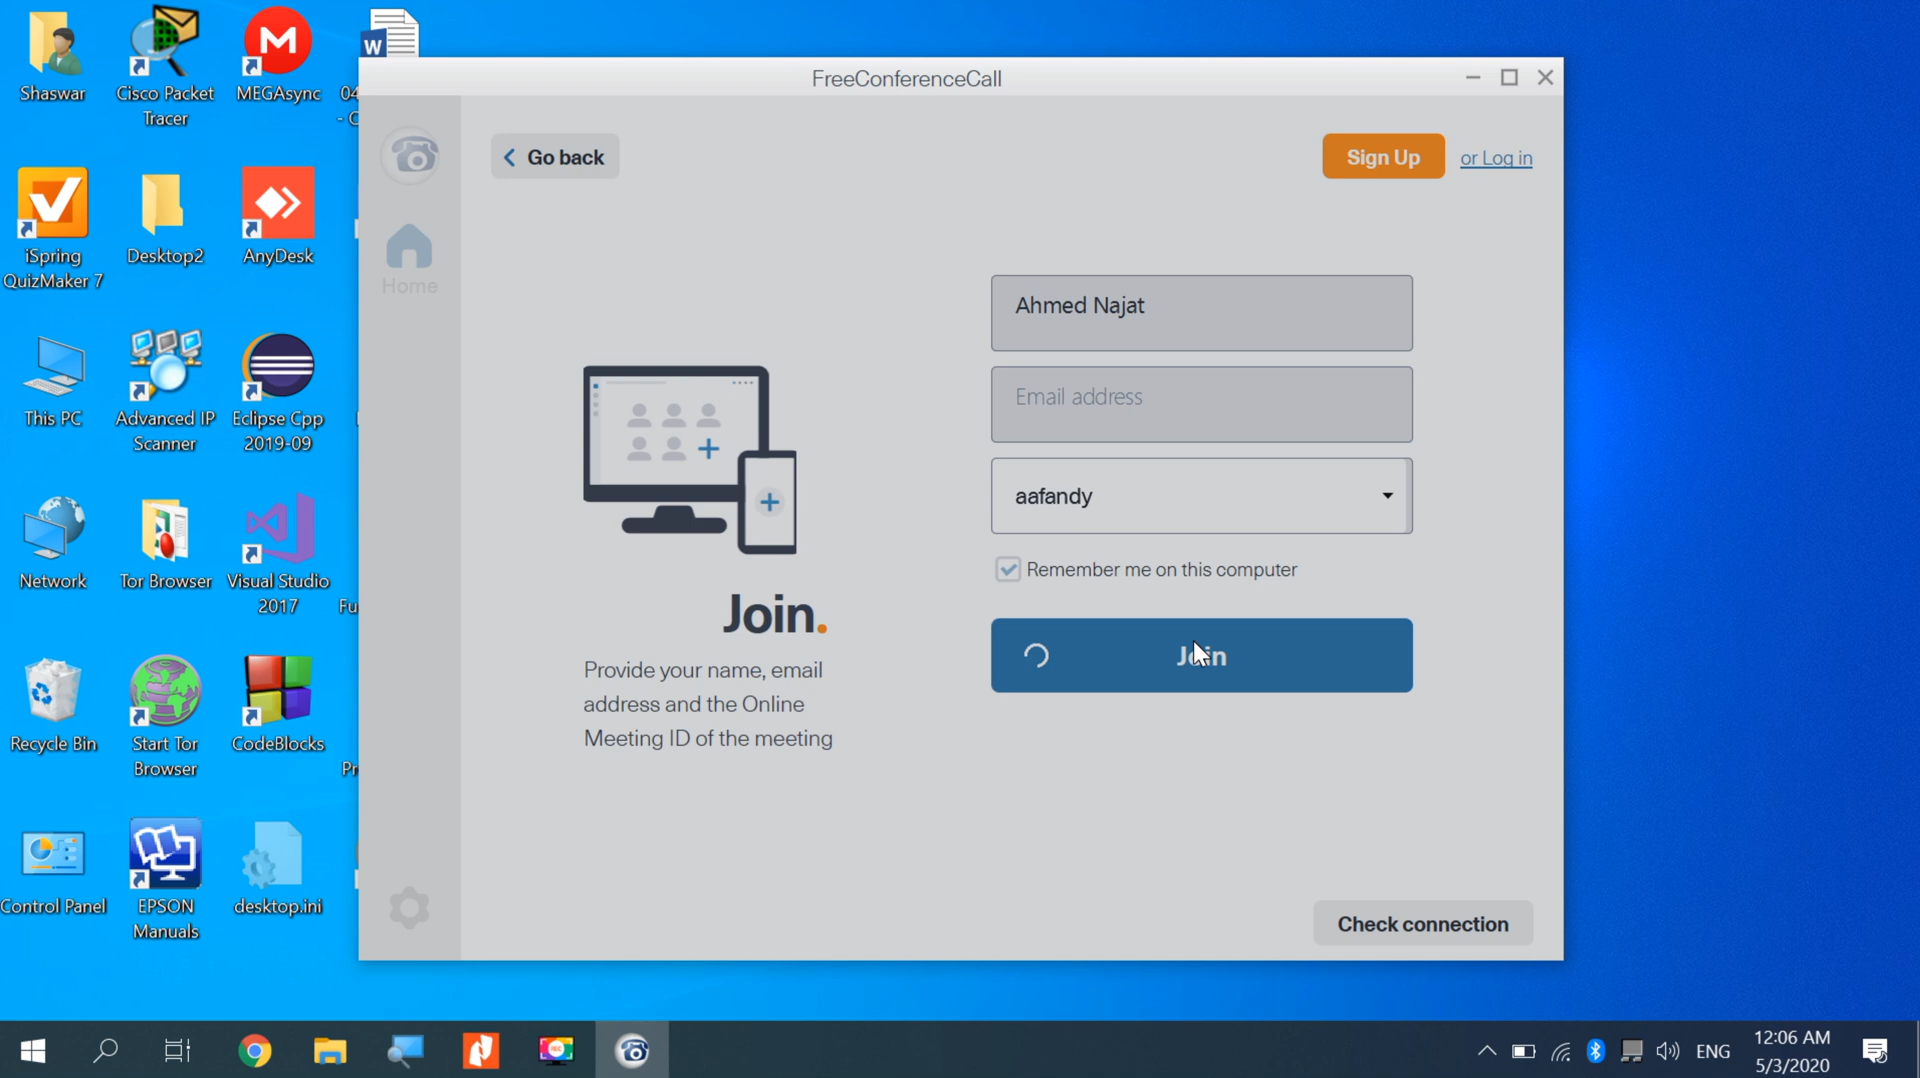 Shaswar
Cisco Packet
Tracer
MEGAsync
04
- C
W
FreeConferenceCall
Go back
Sign Up
or Log in
Home
iSpring
QuizMaker 7
Desktop2
AnyDesk
Ahmed Najat
Email address
aafandy
Remember me on this computer
Join
Join.
Provide your name, email
address and the Online
Meeting ID of the meeting
Check connection
This PC
Advanced IP
Scanner
Eclipse Cpp
2019-09
Network
Tor Browser
Visual Studio
2017
Fu
Recycle Bin
Start Tor
Browser
CodeBlocks
Pr
Control Panel
EPSON
Manuals
desktop.ini
ENG
12:06 AM
5/3/2020